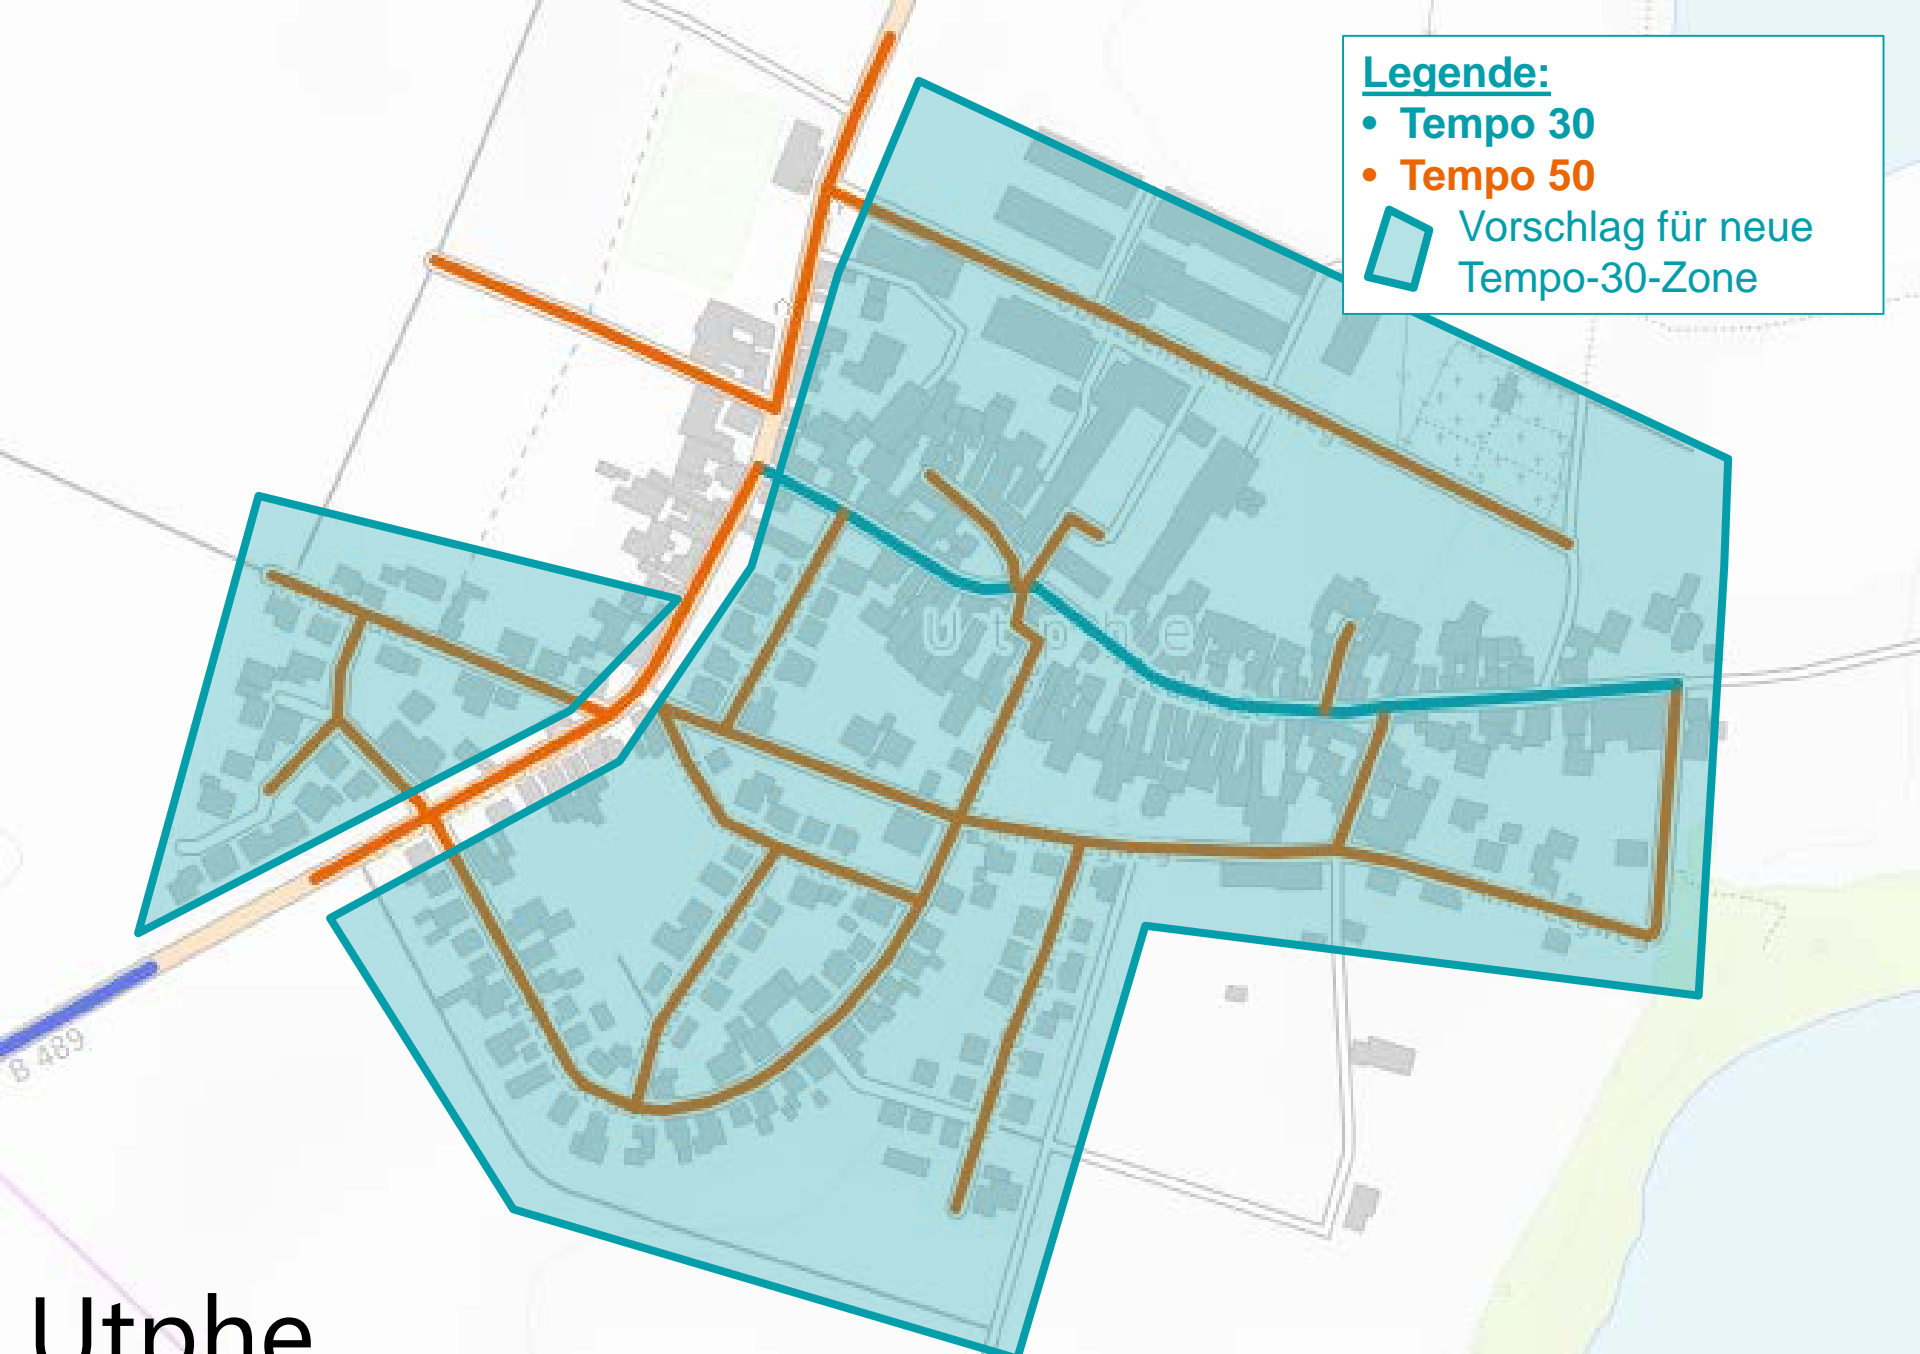 Legende:
• Tempo 30
• Tempo 50
Vorschlag für neue
Tempo-30-Zone
Utphe
B 489
Utphe